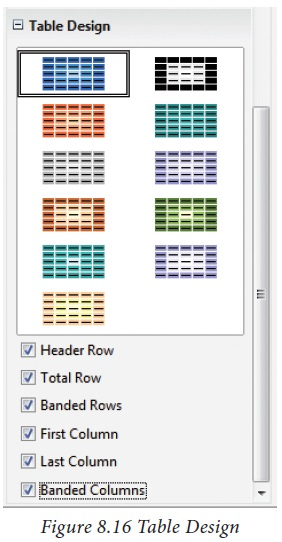 Table Design
Header Row
Total Row
Banded Rows
First Column
Last Column
Banded Columns
Figure 8.16 Table Design